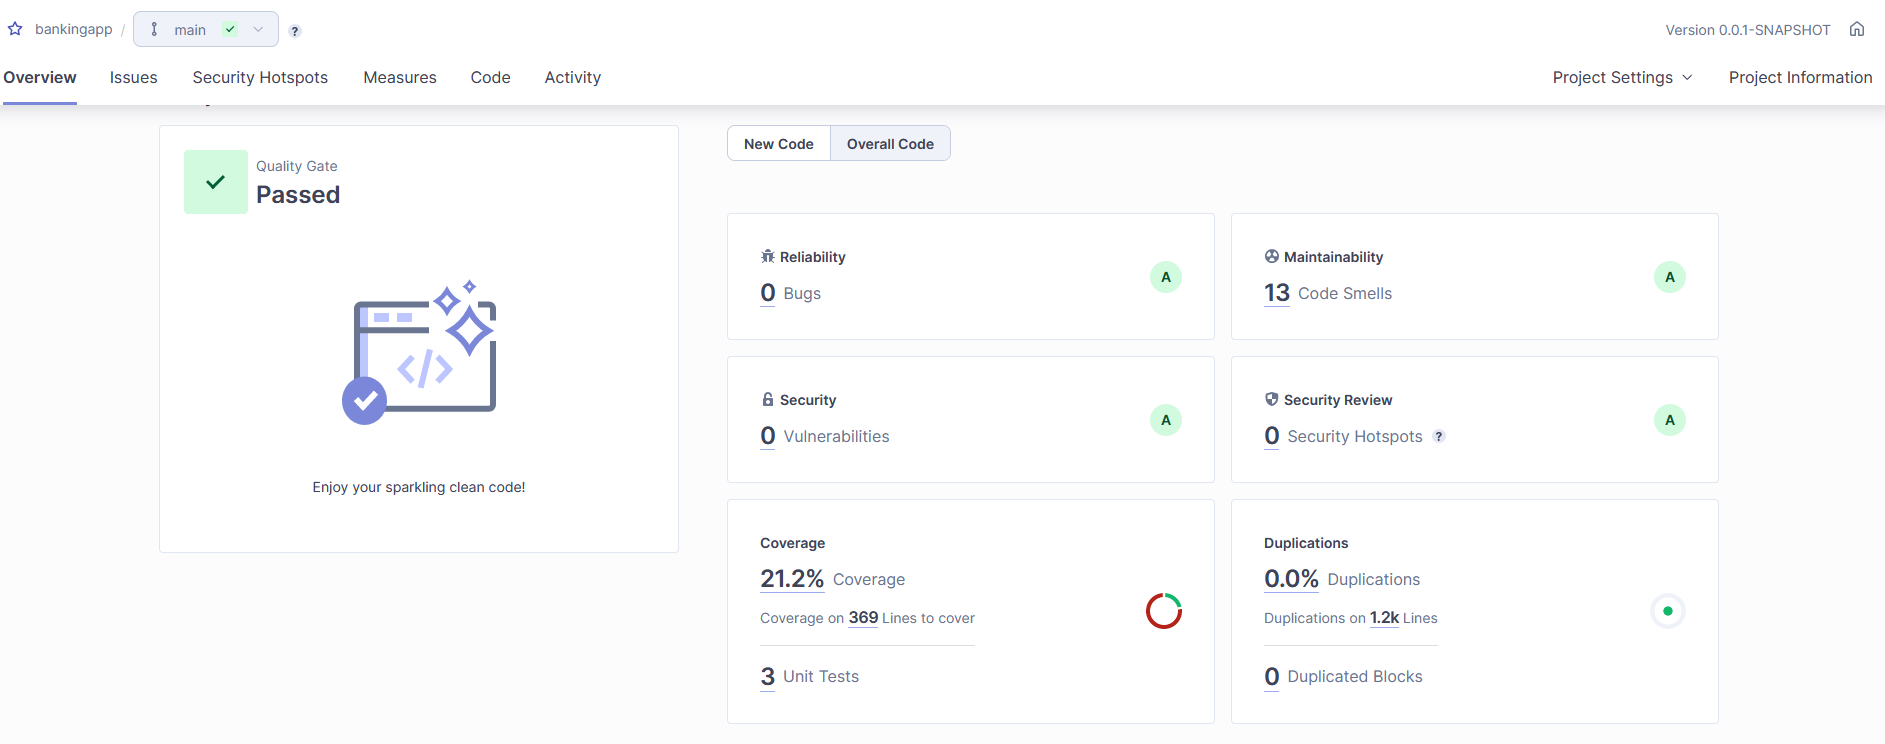 bankingapp / main ?
Version 0.0.1-SNAPSHOT
Overview Issues Security Hotspots Measures Code Activity
Project Settings Project Information
Quality Gate
Passed
Enjoy your sparkling clean code!
New Code Overall Code
Reliability
0 Bugs
A
Maintainability
13 Code Smells
A
Security
0 Vulnerabilities
A
Security Review
0 Security Hotspots ?
A
Coverage
21.2% Coverage
Coverage on 369 Lines to cover
3 Unit Tests
Duplications
0.0% Duplications
Duplications on 1.2k Lines
0 Duplicated Blocks